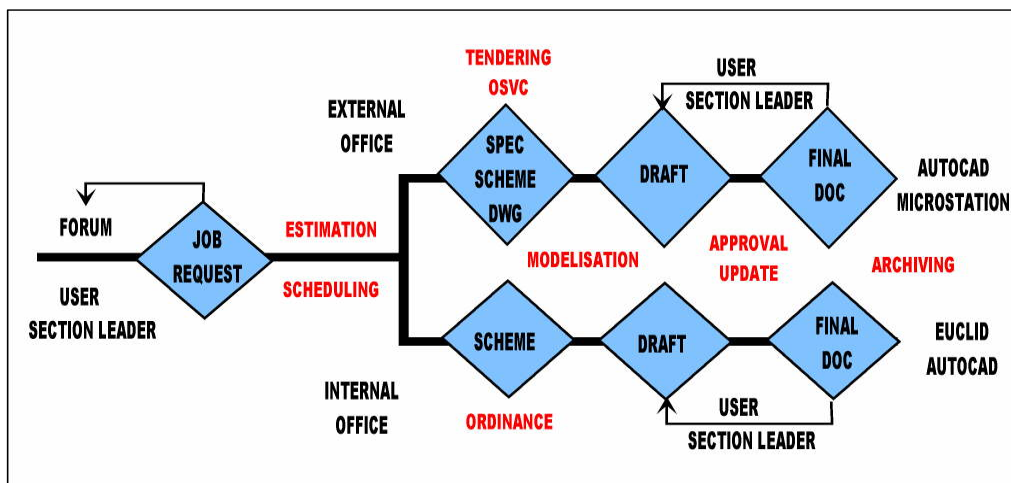 TENDERING
OSVC
EXTERNAL
OFFICE
SPEC
SCHEME
DWG
DRAFT
USER
SECTION LEADER
FINAL
DOC
AUTOCAD
MICROSTATION
FORUM
JOB
REQUEST
USER
SECTION LEADER
ESTIMATION
SCHEDULING
MODELISATION
APPROVAL
UPDATE
ARCHIVING
INTERNAL
OFFICE
SCHEME
ORDINANCE
DRAFT
USER
SECTION LEADER
FINAL
DOC
EUCLID
AUTOCAD